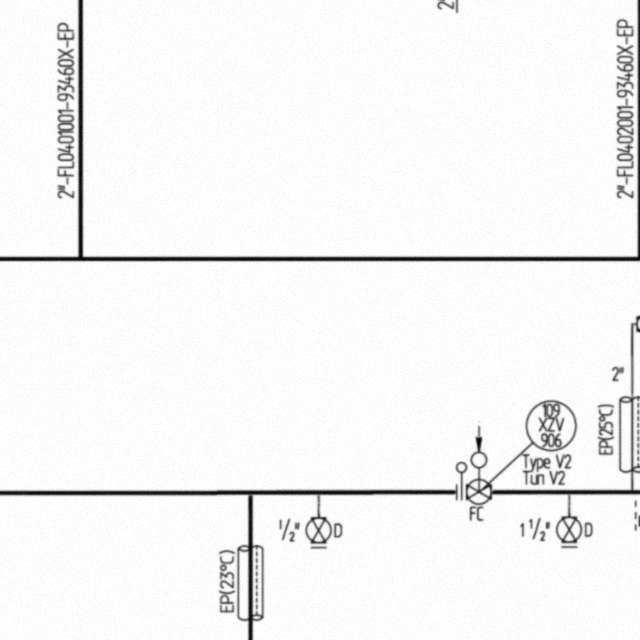 2"-FL0401001-93460X-EP
2"-FL0402001-93460X-EP
2"
109
XZV
906
EP(25°C)
Type V2
Tun V2
FC
1/2" D
1 1/2" D
EP(23°C)